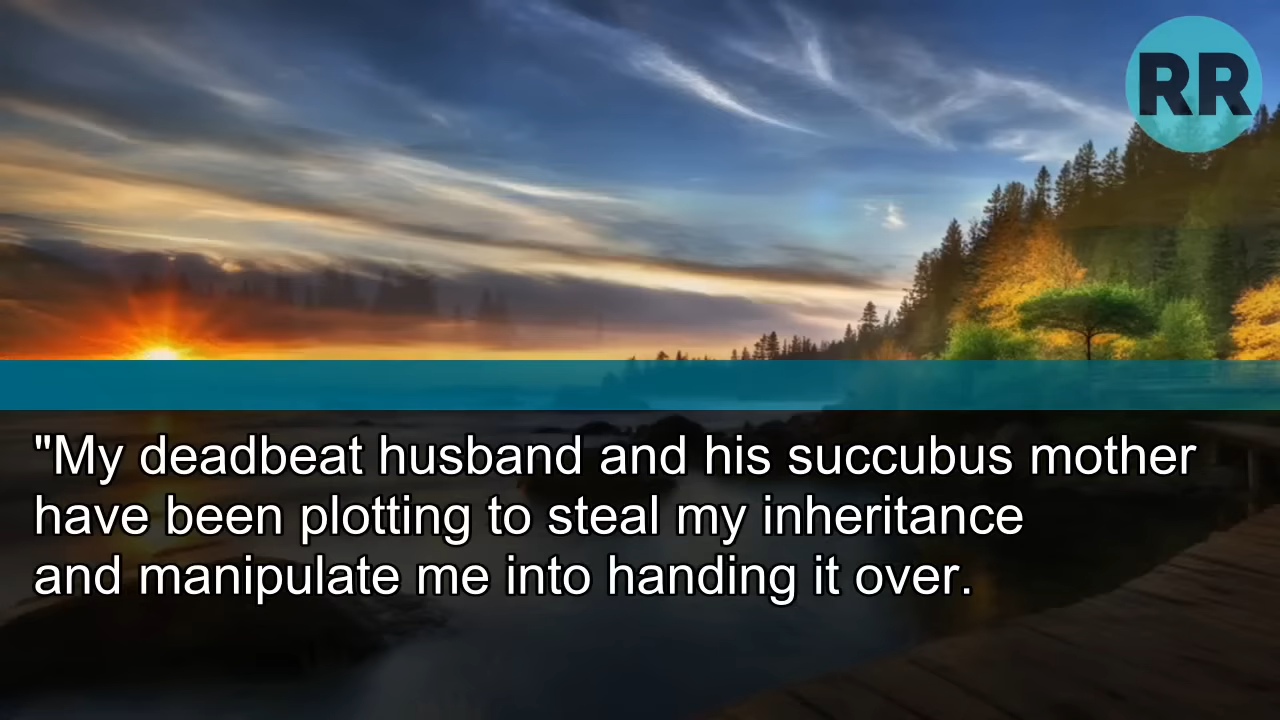 RR
"My deadbeat husband and his succubus mother
have been plotting to steal my inheritance
and manipulate me into handing it over.